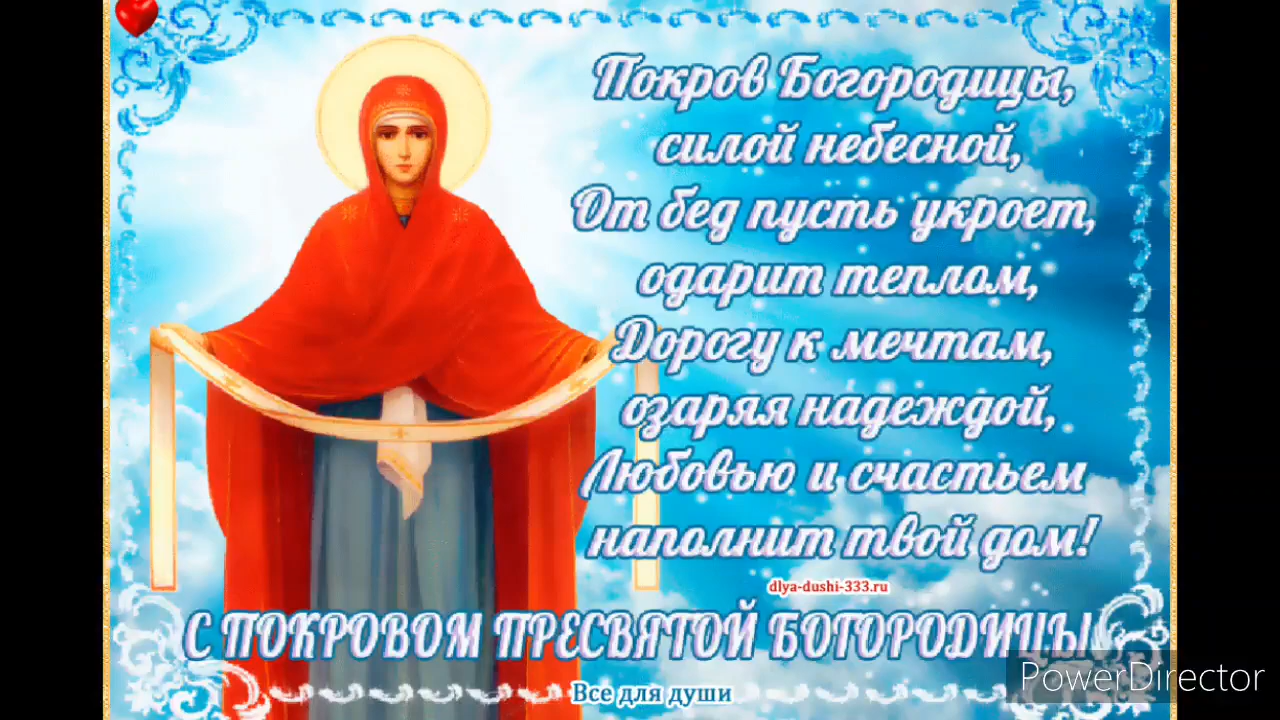 Покров Богородицы,
силой небесной,
От бед пусть укроет,
одарит теплом,
Дорогу к мечтам,
озаряя надеждой,
Любовью и счастьем
наполнит твой дом!
dlya-dushi-333.ru
С ПОКРОВОМ ПРЕСВЯТОЙ БОГОРОДИЦЫ
Все для души
PowerDirector